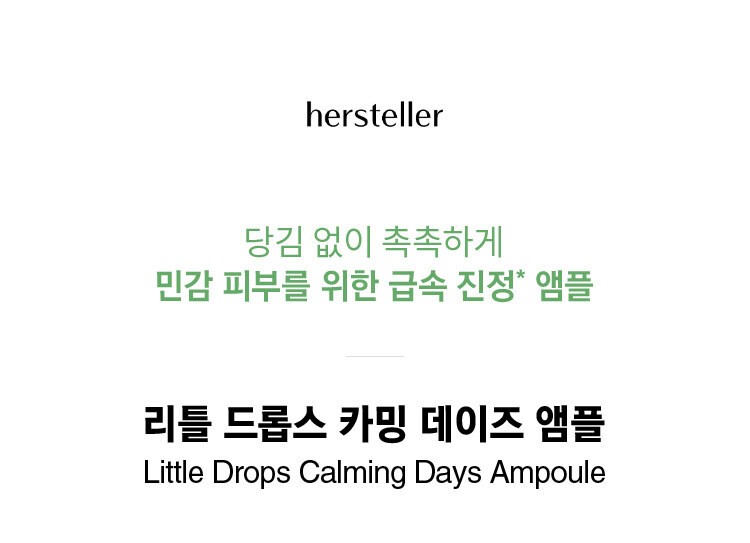 hersteller
당김 없이 촉촉하게
민감 피부를 위한 급속 진정* 앰플
리틀 드롭스 카밍 데이즈 앰플
Little Drops Calming Days Ampoule